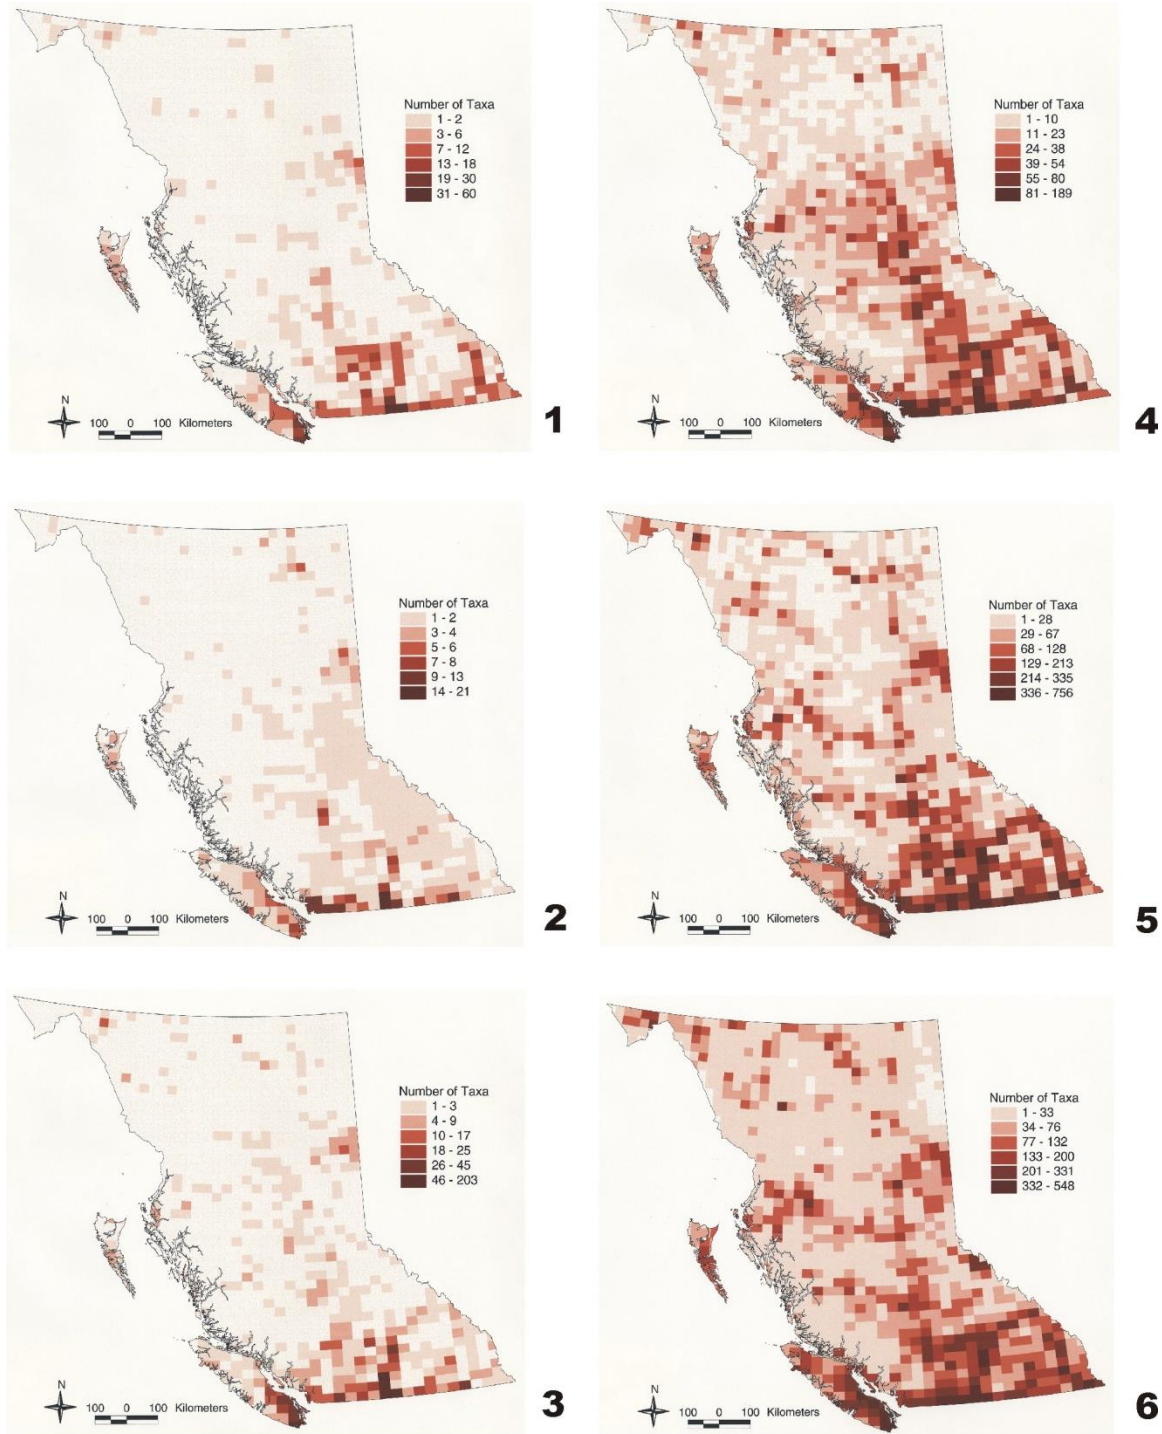 Number of Taxa
1 - 2
3 - 6
7 - 12
13 - 18
19 - 30
31 - 60
N
100 0 100 Kilometers
1
Number of Taxa
1 - 10
11 - 23
24 - 38
39 - 54
55 - 80
81 - 189
N
100 0 100 Kilometers
4
Number of Taxa
1 - 2
3 - 4
5 - 6
7 - 8
9 - 13
14 - 21
N
100 0 100 Kilometers
2
Number of Taxa
1 - 28
29 - 67
68 - 128
129 - 213
214 - 335
336 - 756
N
100 0 100 Kilometers
5
Number of Taxa
1 - 3
4 - 9
10 - 17
18 - 25
26 - 45
46 - 203
N
100 0 100 Kilometers
3
Number of Taxa
1 - 33
34 - 76
77 - 132
133 - 200
201 - 331
332 - 548
N
100 0 100 Kilometers
6